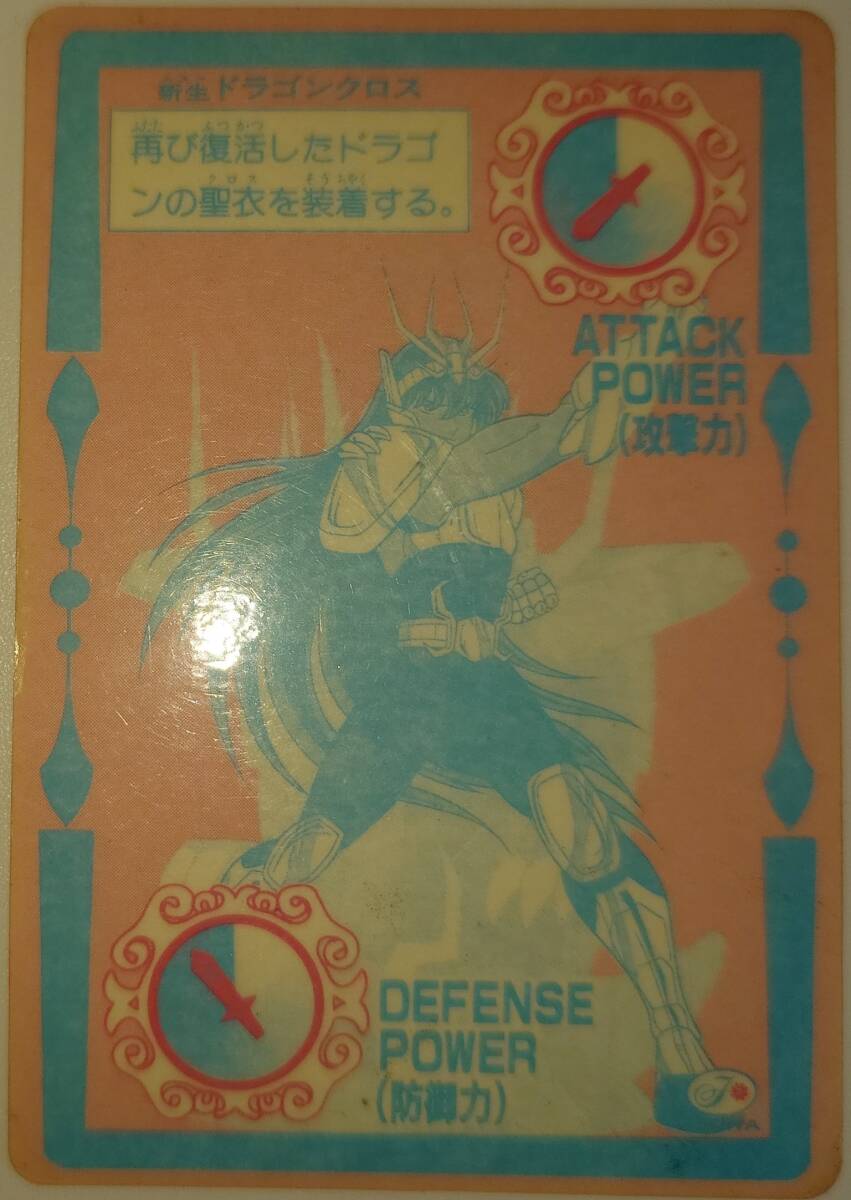 新生ドラゴンクロス
再び復活したドラゴ
ンの聖衣を装着する。
ATTACK
POWER
(攻撃力)
DEFENSE
POWER
(防御力)